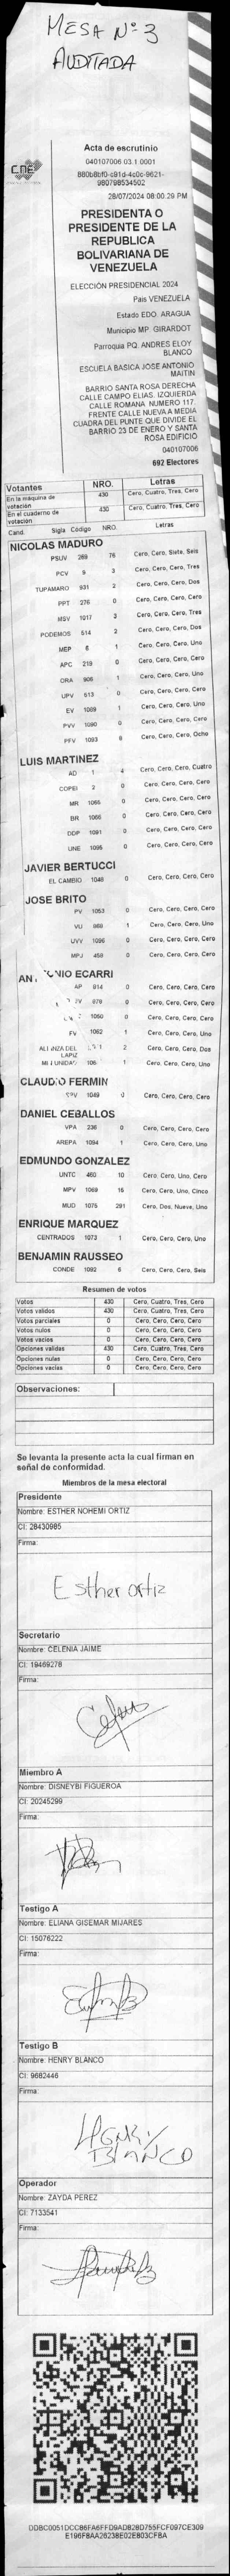 MESA Nº 3
AUDITADA
CNE
Acta de escrutinio
040107006.03.1.0001
980798534502
28/07/2024 08:00:29 PM
PRESIDENTA O
PRESIDENTE DE LA
REPUBLICA
BOLIVARIANA DE
VENEZUELA
ELECCIÓN PRESIDENCIAL 2024
País VENEZUELA
Estado EDO. ARAGUA
Municipio MP. GIRARDOT
Parroquia PQ. ANDRES ELOY
BLANCO
ESCUELA BASICA JOSE ANTONIO
MAITIN
BARRIO SANTA ROSA DERECHA
CALLE CAMPO ELIAS. IZQUIERDA
CALLE ROMANA. NUMERO 117.
FRENTE CALLE NUEVA A MEDIA
CUADRA DEL PUNTE QUE DIVIDE EL
BARRIO 23 DE ENERO Y SANTA
ROSA EDIFICIO
040107006
692 Electores
Votantes NRO. Letras
En la máquina de votación 430 Cero, Cuatro, Tres, Cero
En el cuaderno de votación 430 Cero, Cuatro, Tres, Cero
Cand. Sigla Código NRO. Letras
NICOLAS MADURO
PSUV 269 76 Cero, Cero, Siete, Seis
PCV 9 3 Cero, Cero, Cero, Tres
TUPAMARO 931 2 Cero, Cero, Cero, Dos
PPT 276 0 Cero, Cero, Cero, Cero
MSV 1017 3 Cero, Cero, Cero, Tres
PODEMOS 514 2 Cero, Cero, Cero, Dos
MEP 6 1 Cero, Cero, Cero, Uno
APC 219 0 Cero, Cero, Cero, Cero
ORA 906 1 Cero, Cero, Cero, Uno
UPV 613 0 Cero, Cero, Cero, Cero
EV 1089 1 Cero, Cero, Cero, Uno
PVV 1090 0 Cero, Cero, Cero, Cero
PFV 1093 8 Cero, Cero, Cero, Ocho
LUIS MARTINEZ
AD 1 4 Cero, Cero, Cero, Cuatro
COPEI 2 0 Cero, Cero, Cero, Cero
MR 1065 0 Cero, Cero, Cero, Cero
BR 1066 0 Cero, Cero, Cero, Cero
DDP 1091 0 Cero, Cero, Cero, Cero
UNE 1095 0 Cero, Cero, Cero, Cero
JAVIER BERTUCCI
EL CAMBIO 1048 0 Cero, Cero, Cero, Cero
JOSE BRITO
PV 1053 0 Cero, Cero, Cero, Cero
VU 868 1 Cero, Cero, Cero, Uno
UVV 1096 0 Cero, Cero, Cero, Cero
MPJ 458 0 Cero, Cero, Cero, Cero
ANTONIO ECARRI
AP 914 0 Cero, Cero, Cero, Cero
979 0 Cero, Cero, Cero, Cero
1050 0 Cero, Cero, Cero, Cero
FV 1062 1 Cero, Cero, Cero, Uno
ALIANZA DEL LAPIZ 2 Cero, Cero, Cero, Dos
MIN UNIDAD 106 1 Cero, Cero, Cero, Uno
CLAUDIO FERMIN
SPV 1049 0 Cero, Cero, Cero, Cero
DANIEL CEBALLOS
VPA 236 0 Cero, Cero, Cero, Cero
AREPA 1094 1 Cero, Cero, Cero, Uno
EDMUNDO GONZALEZ
UNTC 460 10 Cero, Cero, Uno, Cero
MPV 1069 15 Cero, Cero, Uno, Cinco
MUD 1075 291 Cero, Dos, Nueve, Uno
ENRIQUE MARQUEZ
CENTRADOS 1073 1 Cero, Cero, Cero, Uno
BENJAMIN RAUSSEO
CONDE 1092 6 Cero, Cero, Cero, Seis
Resumen de votos
Votos 430 Cero, Cuatro, Tres, Cero
Votos válidos 430 Cero, Cuatro, Tres, Cero
Votos parciales 0 Cero, Cero, Cero, Cero
Votos nulos 0 Cero, Cero, Cero, Cero
Votos vacíos 0 Cero, Cero, Cero, Cero
Opciones válidas 430 Cero, Cuatro, Tres, Cero
Opciones nulas 0 Cero, Cero, Cero, Cero
Opciones vacías 0 Cero, Cero, Cero, Cero
Observaciones:
Se levanta la presente acta la cual firman en
señal de conformidad.
Miembros de la mesa electoral
Presidente
Nombre: ESTHER NOHEMI ORTIZ
CI: 28430985
Firma:
Esther ortiz
Secretario
Nombre: CELENIA JAIME
CI: 19469278
Firma:
Miembro A
Nombre: DISNEYBI FIGUEROA
CI: 20245299
Firma:
Testigo A
Nombre: ELIANA GISEMAR MIJARES
CI: 15076222
Firma:
Testigo B
Nombre: HENRY BLANCO
CI: 9682446
Firma:
HENRY
BLANCO
Operador
Nombre: ZAYDA PEREZ
CI: 7133541
Firma:
DDBC0051DCC86FA6FFD9AD828D755FCF097CE309
E196F8AA26238E02E803CFBA